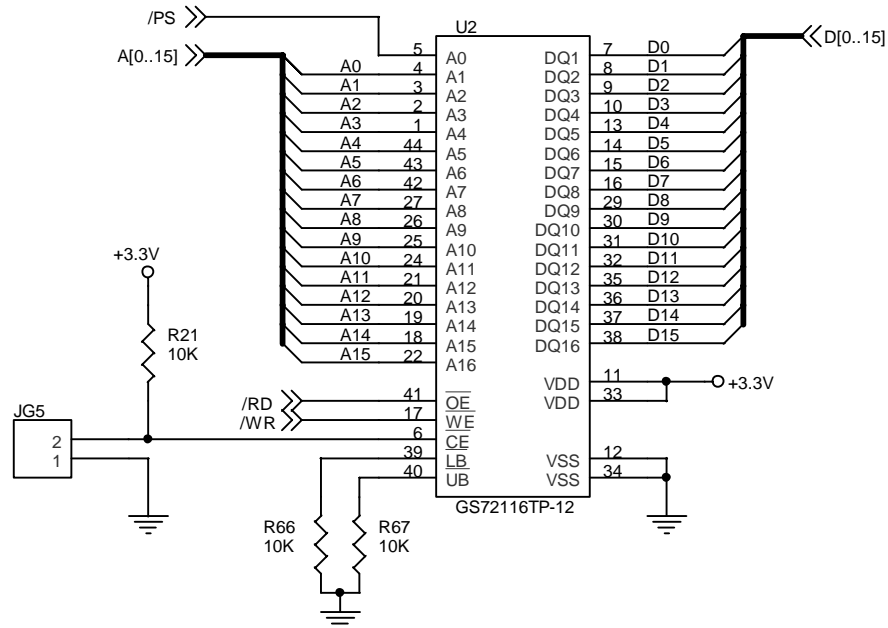 /PS
U2
A[0..15]
D[0..15]
5 A0 DQ1 7 D0
A0 4 A1 DQ2 8 D1
A1 3 A2 DQ3 9 D2
A2 2 A3 DQ4 10 D3
A3 1 A4 DQ5 13 D4
A4 44 A5 DQ6 14 D5
A5 43 A6 DQ7 15 D6
A6 42 A7 DQ8 16 D7
A7 27 A8 DQ9 29 D8
A8 26 A9 DQ10 30 D9
A9 25 A10 DQ11 31 D10
A10 24 A11 DQ12 32 D11
A11 21 A12 DQ13 35 D12
A12 20 A13 DQ14 36 D13
A13 19 A14 DQ15 37 D14
A14 18 A15 DQ16 38 D15
A15 22 A16
+3.3V
R21
10K
VDD 11
VDD 33
+3.3V
/RD 41 OE
/WR 17 WE
6 CE
39 LB VSS 12
40 UB VSS 34
JG5
2
1
GS72116TP-12
R66
10K
R67
10K